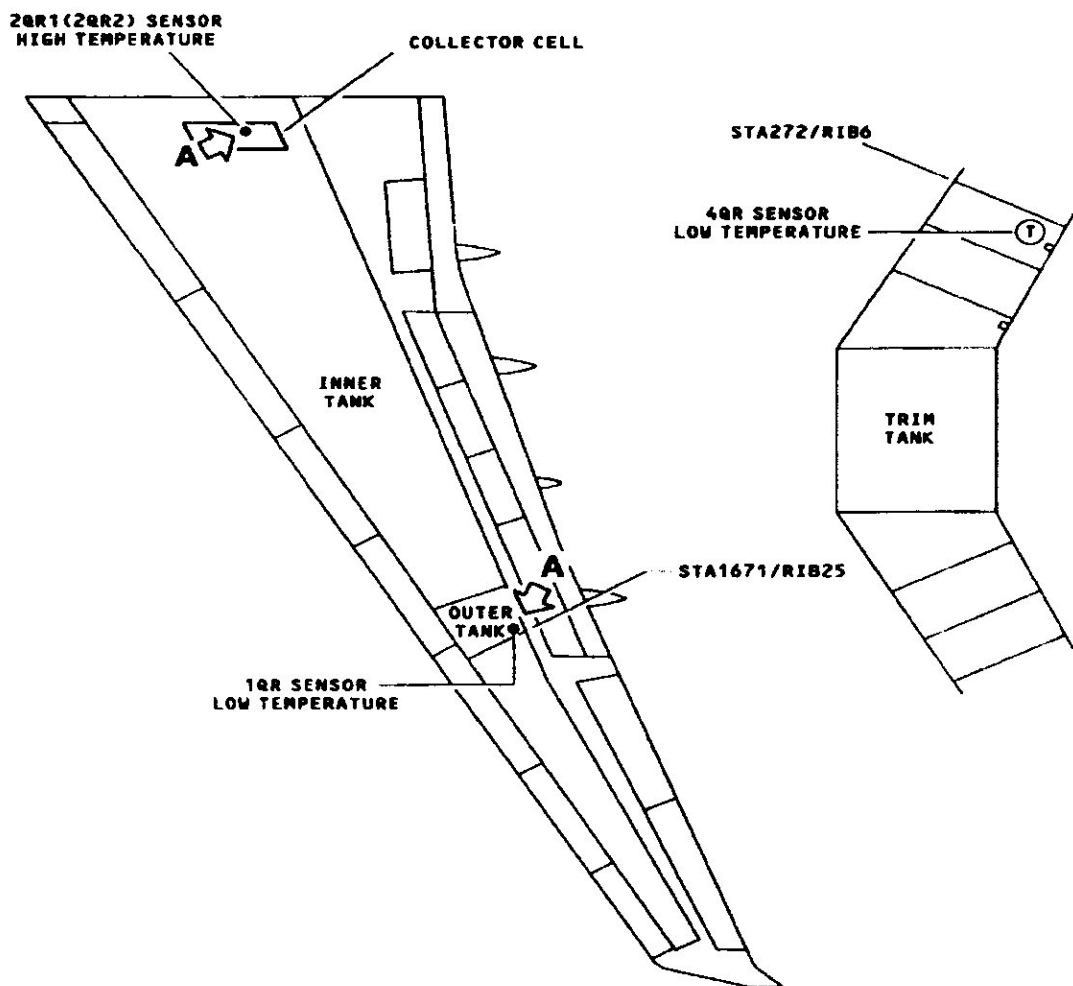 2QR1(2QR2) SENSOR
HIGH TEMPERATURE
COLLECTOR CELL
A
STA272/RIB6
4QR SENSOR
LOW TEMPERATURE
T
INNER
TANK
TRIM
TANK
A
STA1671/RIB25
OUTER
TANK
1QR SENSOR
LOW TEMPERATURE